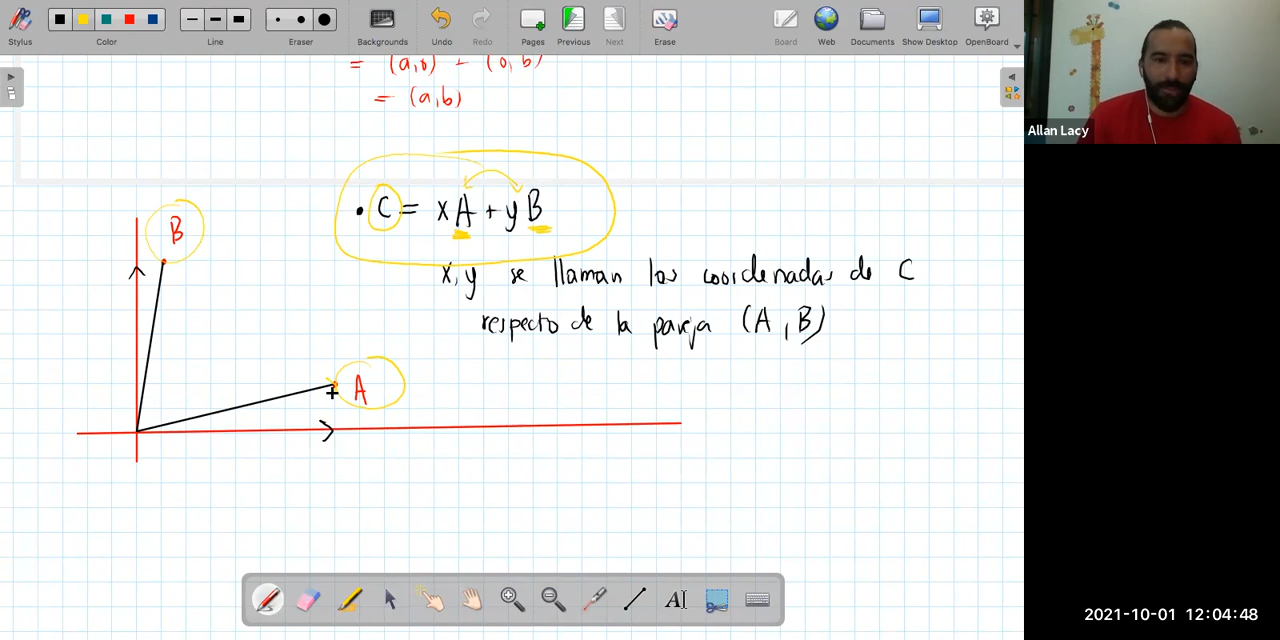 Stylus
Color
Line
Eraser
Backgrounds
Undo
Redo
Pages
Previous
Next
Erase
Board
Web
Documents
Show Desktop
OpenBoard
= (a,0) + (0,b)
= (a,b)
Allan Lacy
• C = xA + yB
B
x, y se llaman las coordenadas de C
respecto de la pareja (A, B)
A
2021-10-01 12:04:48